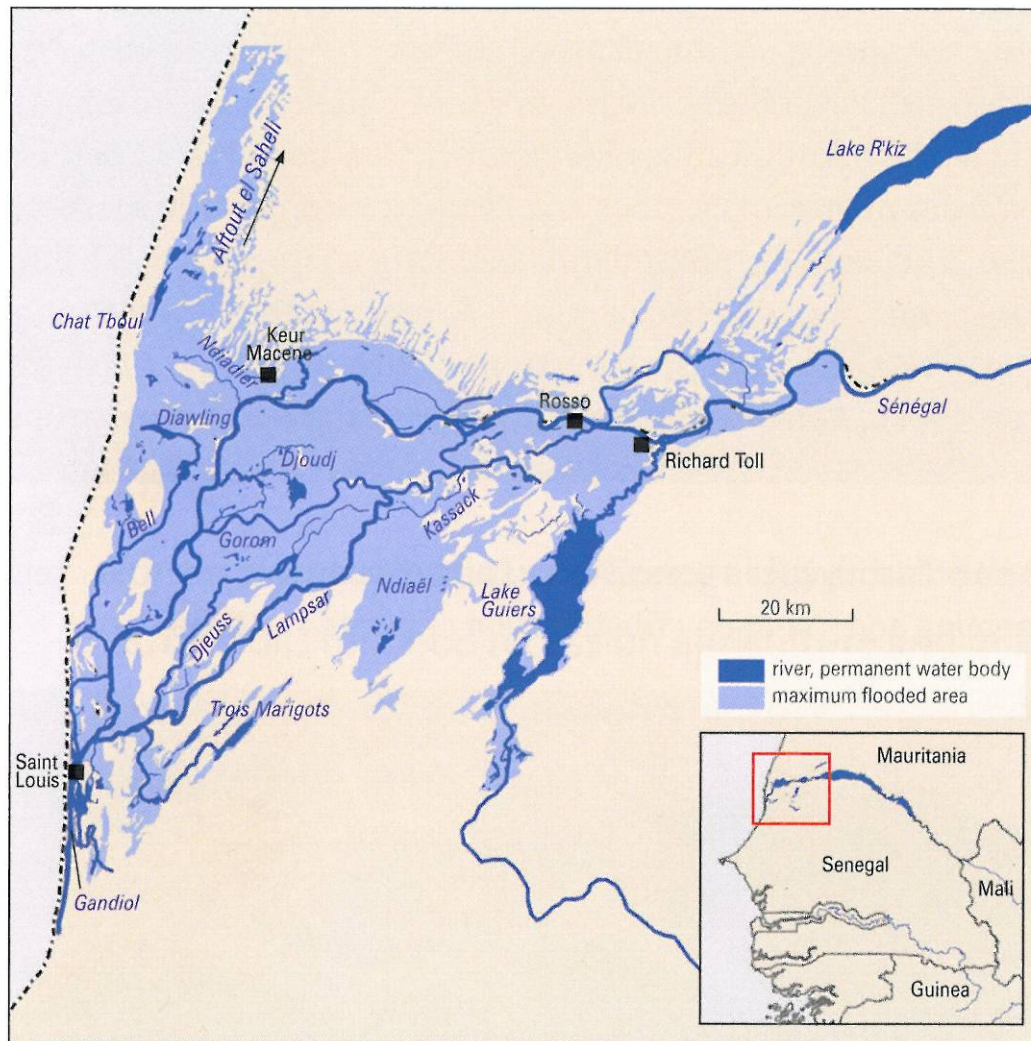 Aftout el Saheli
Lake R'kiz
Chat Tboul
Keur
Macene
Ndiadier
Diawling
Rosso
Sénégal
Richard Toll
Djoudj
Bell
Gorom
Kassack
Ndiaël
Lake
Guiers
Djeuss
Lampsar
Trois Marigots
Saint
Louis
Gandiol
20 km
river, permanent water body
maximum flooded area
Mauritania
Senegal
Mali
Guinea